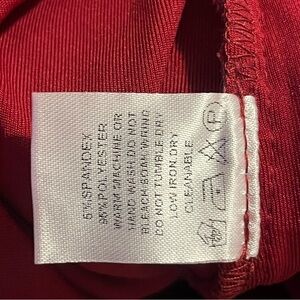 5%SPANDEX
95%POLYESTER
WARM MACHINE OR
HAND WASH DO NOT
BLEACH SOAK WRING
DO NOT TUMBLE DRY
LOW IRON.DRY
CLEANABLE
P